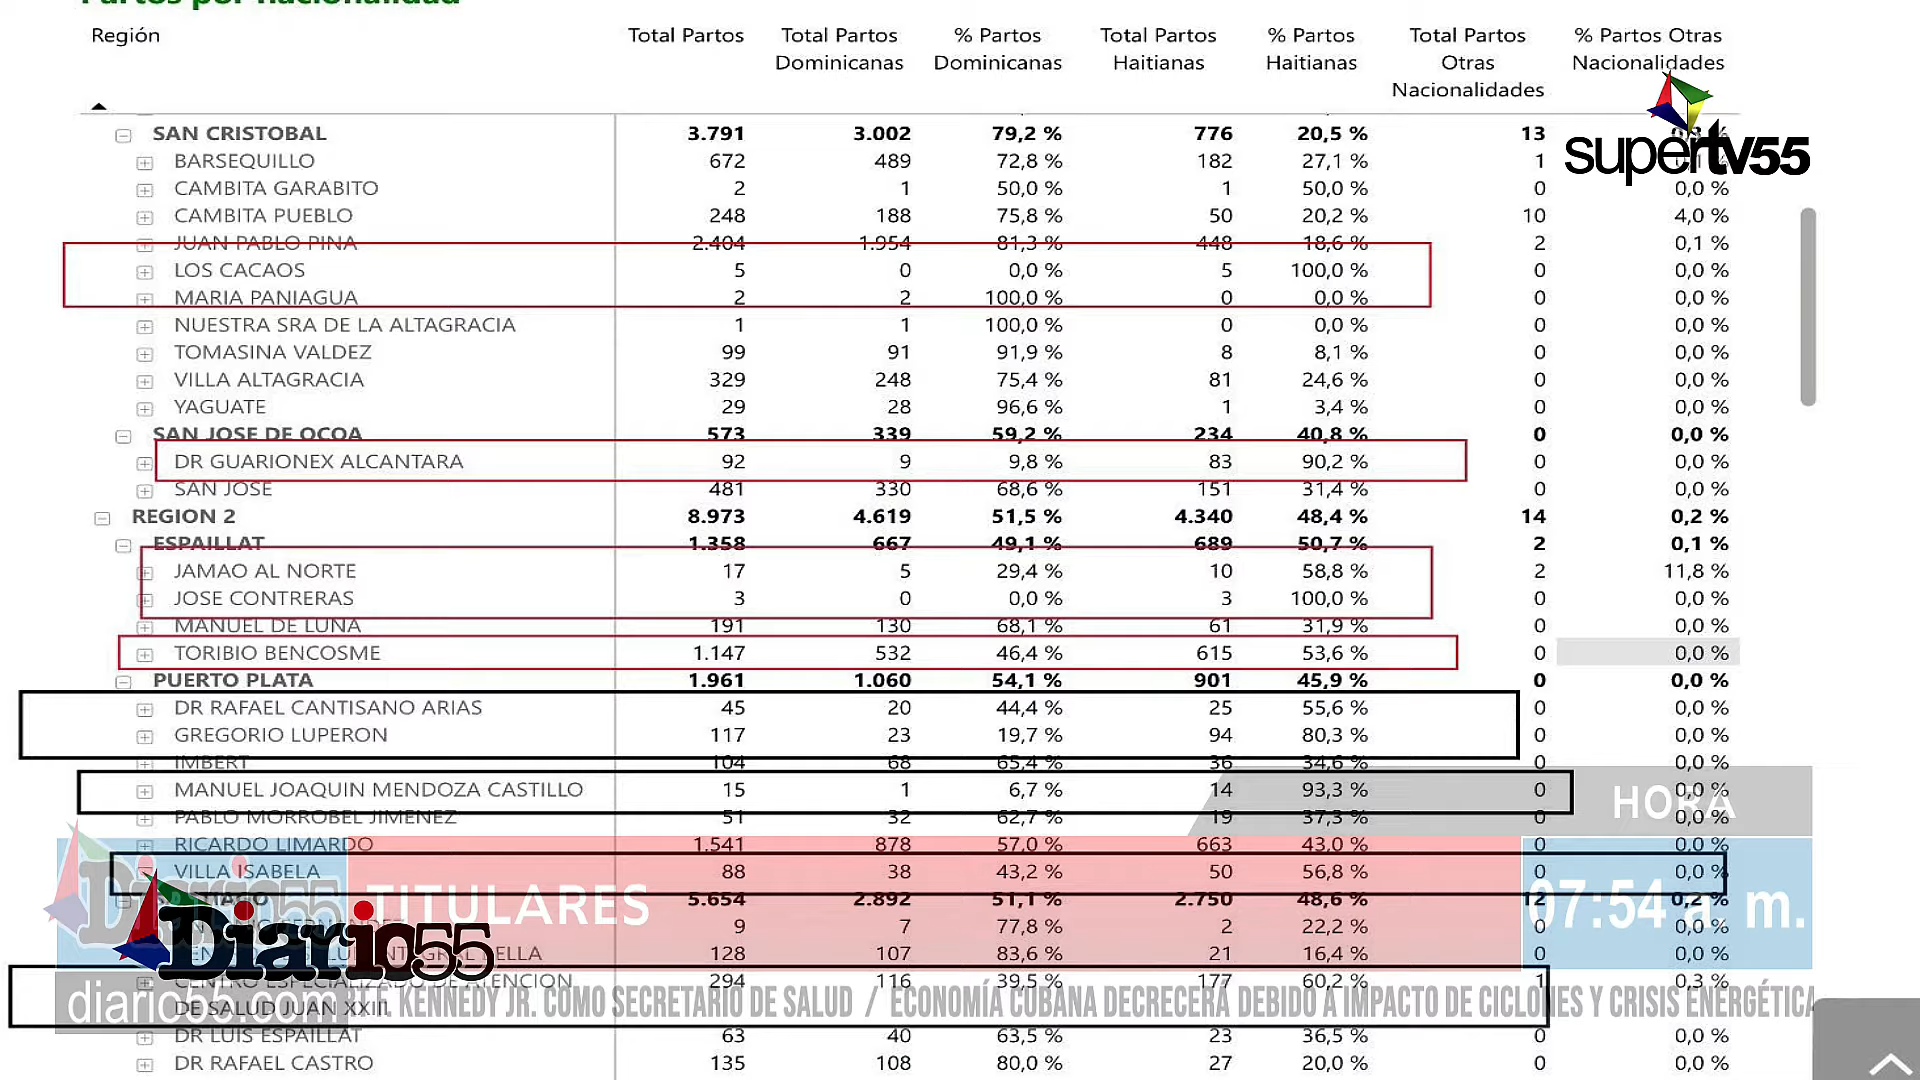 Partos por nacionalidad
Región Total Partos Total Partos Dominicanas % Partos Dominicanas Total Partos Haitianas % Partos Haitianas Total Partos Otras Nacionalidades % Partos Otras Nacionalidades
supertv55
SAN CRISTOBAL 3.791 3.002 79,2 % 776 20,5 % 13
BARSEQUILLO 672 489 72,8 % 182 27,1 % 1
CAMBITA GARABITO 2 1 50,0 % 1 50,0 % 0 0,0 %
CAMBITA PUEBLO 248 188 75,8 % 50 20,2 % 10 4,0 %
JUAN PABLO PINA 2.404 1.954 81,3 % 448 18,6 % 2 0,1 %
LOS CACAOS 5 0 0,0 % 5 100,0 % 0 0,0 %
MARIA PANIAGUA 2 2 100,0 % 0 0,0 % 0 0,0 %
NUESTRA SRA DE LA ALTAGRACIA 1 1 100,0 % 0 0,0 % 0 0,0 %
TOMASINA VALDEZ 99 91 91,9 % 8 8,1 % 0 0,0 %
VILLA ALTAGRACIA 329 248 75,4 % 81 24,6 % 0 0,0 %
YAGUATE 29 28 96,6 % 1 3,4 % 0 0,0 %
SAN JOSE DE OCOA 573 339 59,2 % 234 40,8 % 0 0,0 %
DR GUARIONEX ALCANTARA 92 9 9,8 % 83 90,2 % 0 0,0 %
SAN JOSE 481 330 68,6 % 151 31,4 % 0 0,0 %
REGION 2 8.973 4.619 51,5 % 4.340 48,4 % 14 0,2 %
ESPAILLAT 1.358 667 49,1 % 689 50,7 % 2 0,1 %
JAMAO AL NORTE 17 5 29,4 % 10 58,8 % 2 11,8 %
JOSE CONTRERAS 3 0 0,0 % 3 100,0 % 0 0,0 %
MANUEL DE LUNA 191 130 68,1 % 61 31,9 % 0 0,0 %
TORIBIO BENCOSME 1.147 532 46,4 % 615 53,6 % 0 0,0 %
PUERTO PLATA 1.961 1.060 54,1 % 901 45,9 % 0 0,0 %
DR RAFAEL CANTISANO ARIAS 45 20 44,4 % 25 55,6 % 0 0,0 %
GREGORIO LUPERON 117 23 19,7 % 94 80,3 % 0 0,0 %
IMBERT 104 68 65,4 % 36 34,6 % 0 0,0 %
MANUEL JOAQUIN MENDOZA CASTILLO 15 1 6,7 % 14 93,3 % 0 0,0 %
HORA
PABLO MORROBEL JIMENEZ 51 32 62,7 % 19 37,3 % 0 0,0 %
RICARDO LIMARDO 1.541 878 57,0 % 663 43,0 % 0 0,0 %
VILLA ISABELA 88 38 43,2 % 50 56,8 % 0 0,0 %
5.654 2.892 51,1 % 2.750 48,6 % 12 0,2 %
TITULARES
07:54 a. m.
9 7 77,8 % 2 22,2 % 0 0,0 %
128 107 83,6 % 21 16,4 % 0 0,0 %
Diario55
CENTRO ESPECIALIZADO DE ATENCION DE SALUD JUAN XXIII 294 116 39,5 % 177 60,2 % 1 0,3 %
diario55.com
KENNEDY JR. COMO SECRETARIO DE SALUD / ECONOMÍA CUBANA DECRECERÁ DEBIDO A IMPACTO DE CICLONES Y CRISIS ENERGÉTICA
DR LUIS ESPAILLAT 63 40 63,5 % 23 36,5 % 0 0,0 %
DR RAFAEL CASTRO 135 108 80,0 % 27 20,0 % 0 0,0 %